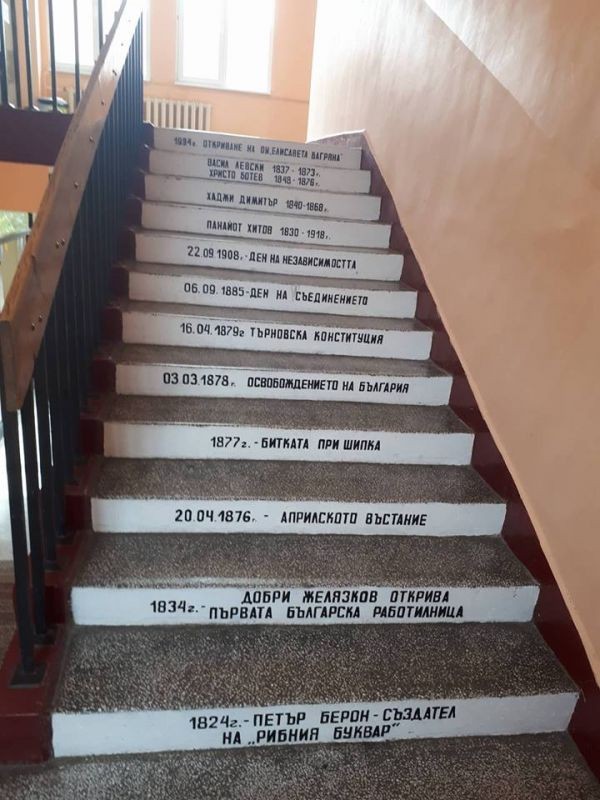 1984г. ОТКРИВАНЕ НА ОУ„ЕЛИСАВЕТА БАГРЯНА"
ВАСИЛ ЛЕВСКИ 1837 - 1873г.
ХРИСТО БОТЕВ 1848 - 1876г.
ХАДЖИ ДИМИТЪР 1840-1868г.
ПАНАЙОТ ХИТОВ 1830 - 1918г.
22.09.1908г.-ДЕН НА НЕЗАВИСИМОСТТА
06.09.1885-ДЕН НА СЪЕДИНЕНИЕТО
16.04.1879г ТЪРНОВСКА КОНСТИТУЦИЯ
03.03.1878г. ОСВОБОЖДЕНИЕТО НА БЪЛГАРИЯ
1877г.-БИТКАТА ПРИ ШИПКА
20.04.1876г. - АПРИЛСКОТО ВЪСТАНИЕ
1834г.- ДОБРИ ЖЕЛЯЗКОВ ОТКРИВА
ПЪРВАТА БЪЛГАРСКА РАБОТИЛНИЦА
1824г.-ПЕТЪР БЕРОН-СЪЗДАТЕЛ
НА „РИБНИЯ БУКВАР"